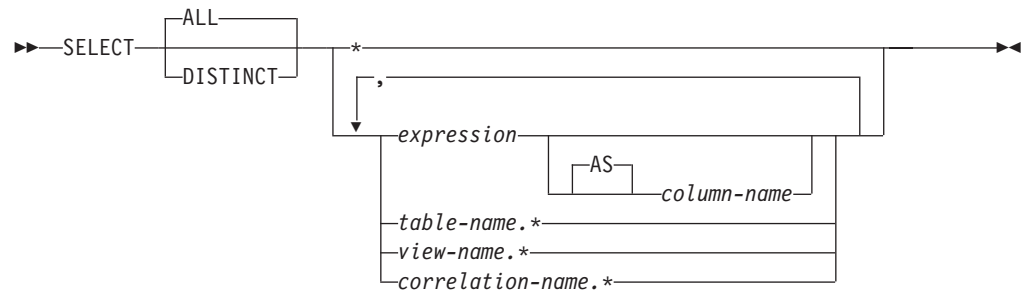 ALL
SELECT *
DISTINCT
,
expression
AS
column-name
table-name.*
view-name.*
correlation-name.*